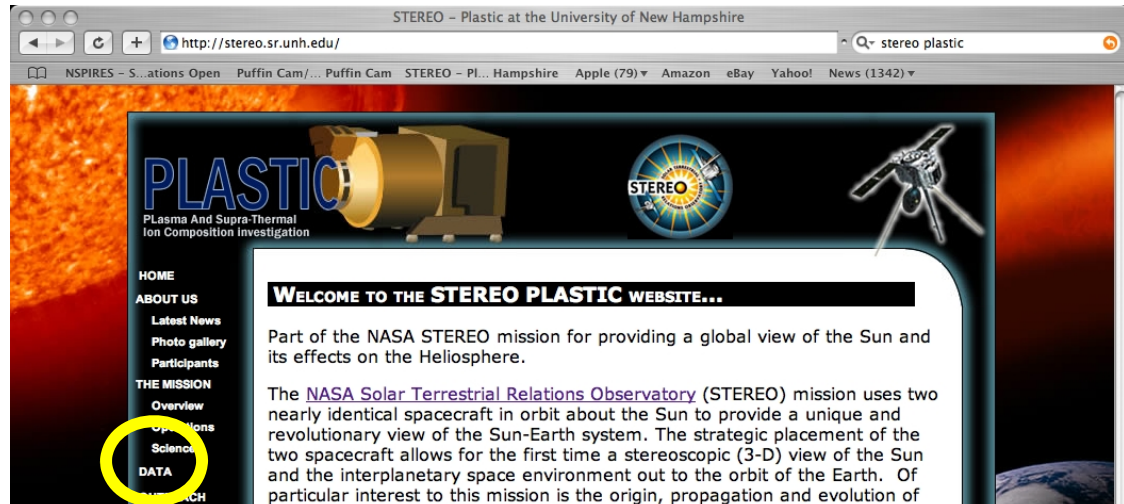 STEREO – Plastic at the University of New Hampshire
http://stereo.sr.unh.edu/
stereo plastic
NSPIRES – S...ations Open Puffin Cam/... Puffin Cam STEREO – Pl... Hampshire Apple (79) Amazon eBay Yahoo! News (1342)
PLASTIC
PLasma And Supra-Thermal
Ion Composition Investigation
STEREO
HOME
ABOUT US
Latest News
Photo gallery
Participants
THE MISSION
Overview
Operations
Science
DATA
OUTREACH
WELCOME TO THE STEREO PLASTIC WEBSITE...
Part of the NASA STEREO mission for providing a global view of the Sun and
its effects on the Heliosphere.
The NASA Solar Terrestrial Relations Observatory (STEREO) mission uses two
nearly identical spacecraft in orbit about the Sun to provide a unique and
revolutionary view of the Sun-Earth system. The strategic placement of the
two spacecraft allows for the first time a stereoscopic (3-D) view of the Sun
and the interplanetary space environment out to the orbit of the Earth. Of
particular interest to this mission is the origin, propagation and evolution of